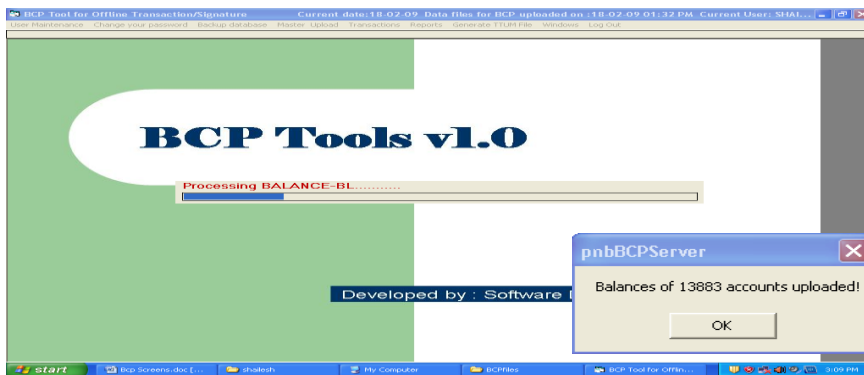 BCP Tool for Offline Transaction/Signature Current date:18-02-09 Data files for BCP uploaded on :18-02-09 01:32 PM Current User: SHAI...
User Maintenance Change your password Backup database Master Upload Transactions Reports Generate TTUM File Windows Log Out
BCP Tools v1.0
Processing BALANCE-BL..........
pnbBCPServer
Balances of 13883 accounts uploaded!
OK
Developed by : Software
start Bcp Screens.doc [... shailesh My Computer BCPfiles BCP Tool for Offlin... 3:09 PM